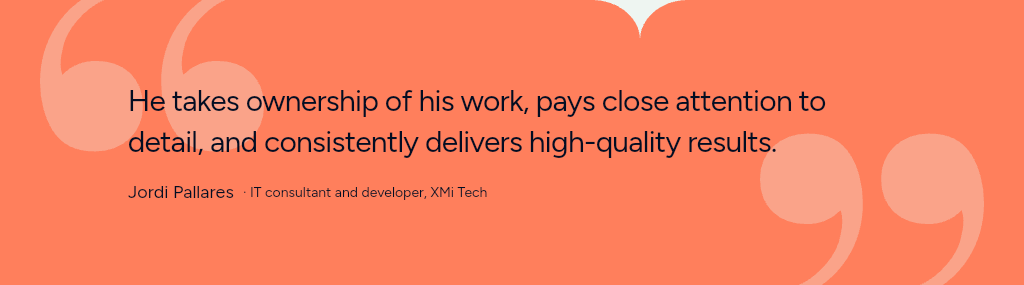 He takes ownership of his work, pays close attention to
detail, and consistently delivers high-quality results.
Jordi Pallares · IT consultant and developer, XMi Tech